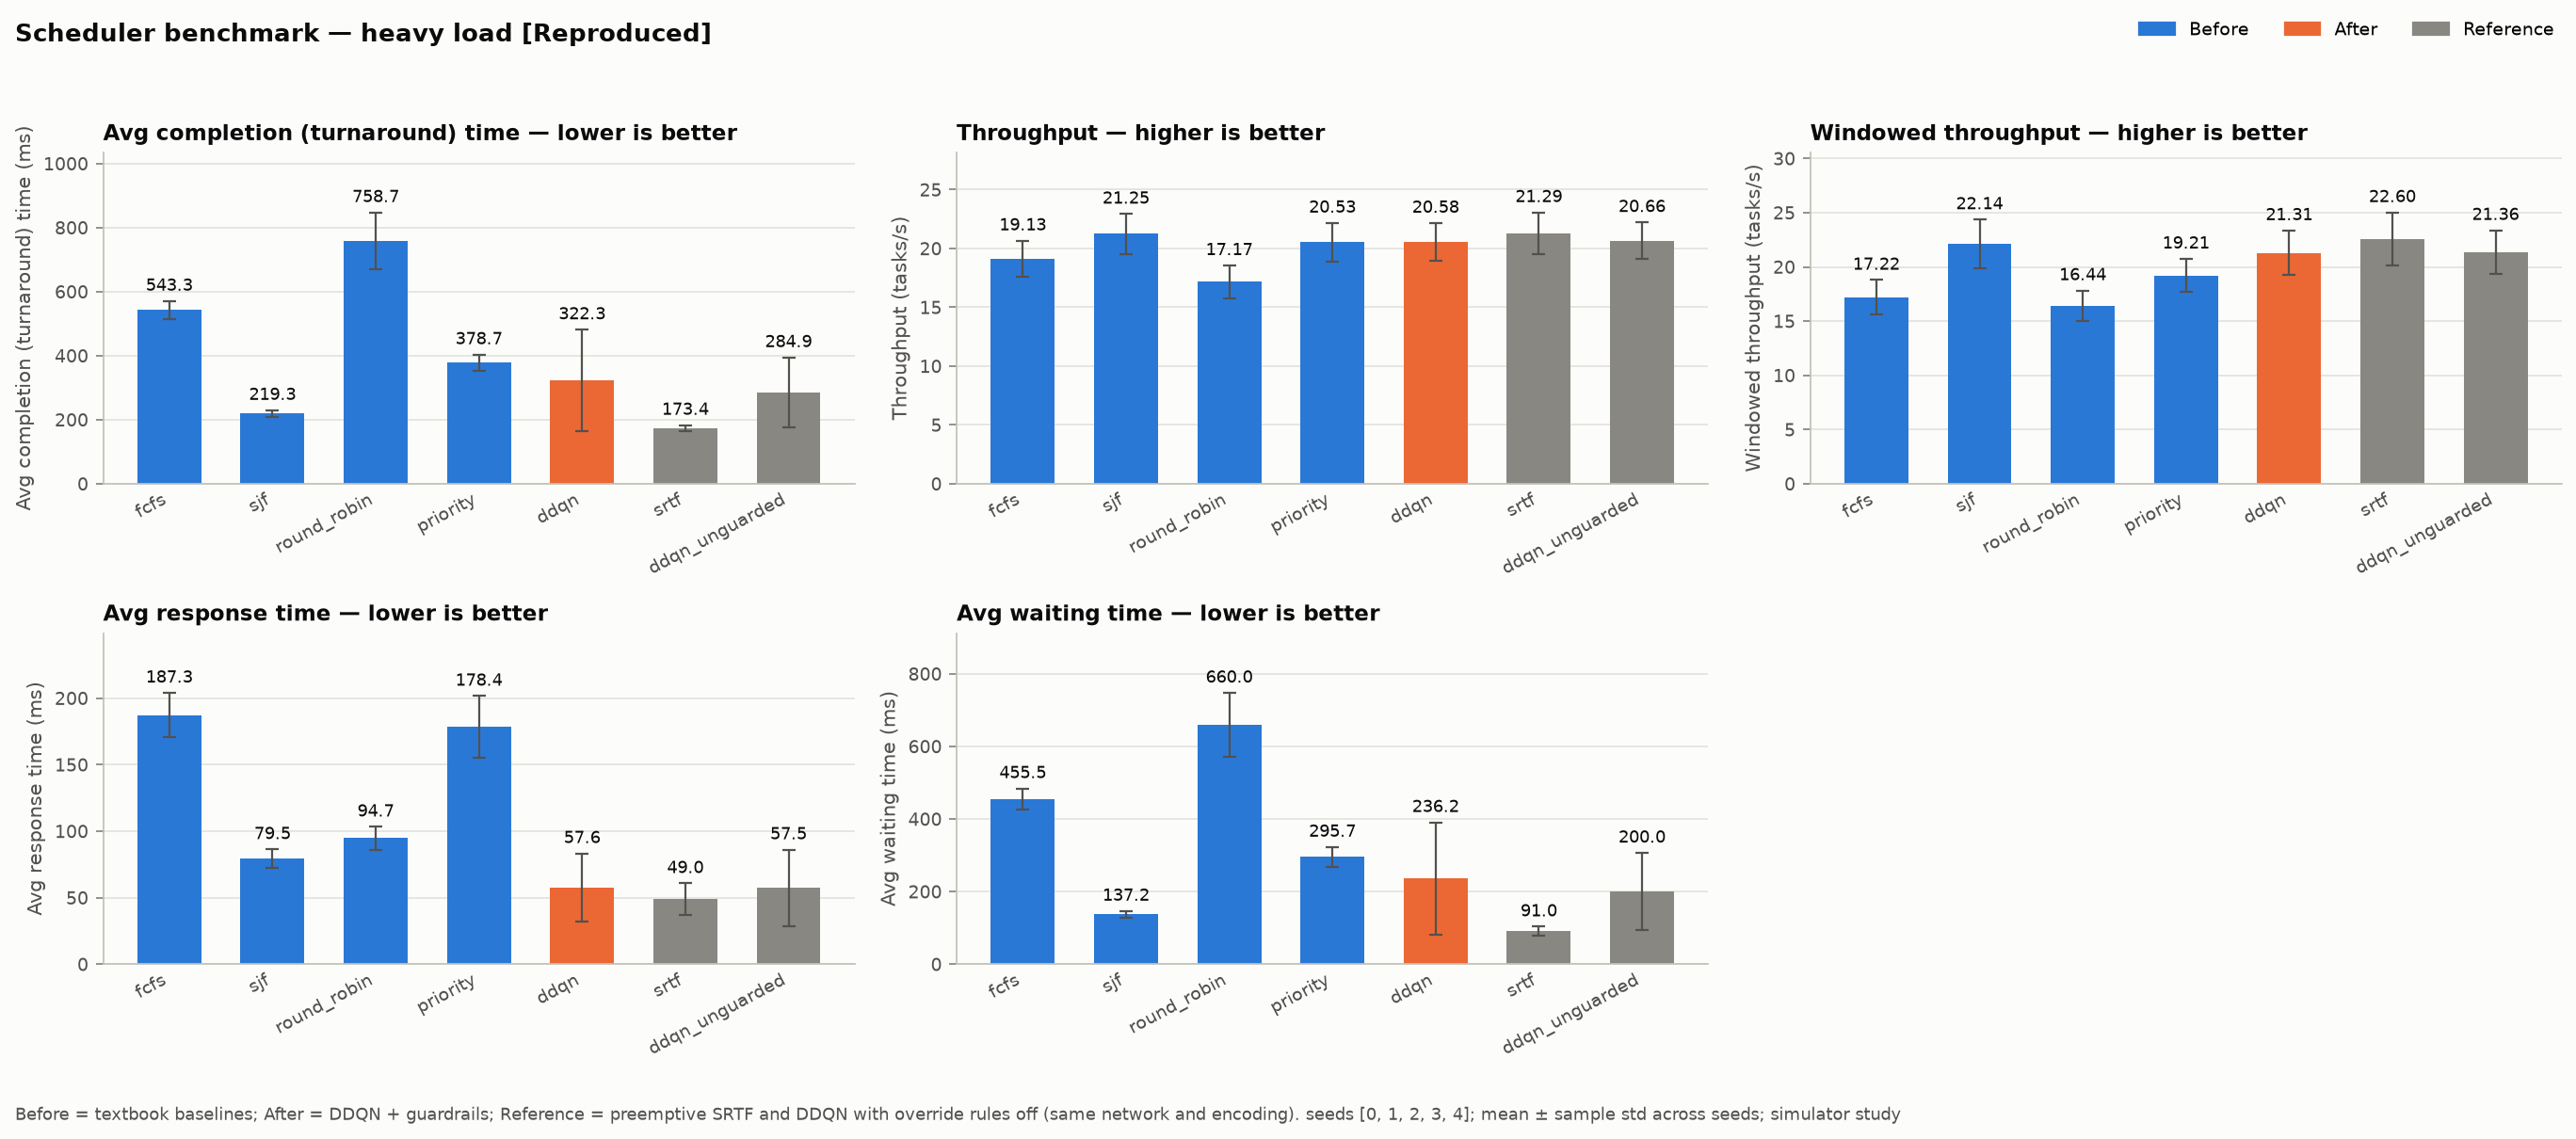 Scheduler benchmark — heavy load [Reproduced]
Before
After
Reference
Avg completion (turnaround) time — lower is better
Avg completion (turnaround) time (ms)
1000
800
600
400
200
0
543.3
219.3
758.7
378.7
322.3
173.4
284.9
fcfs
sjf
round_robin
priority
ddqn
srtf
ddqn_unguarded
Throughput — higher is better
Throughput (tasks/s)
25
20
15
10
5
0
19.13
21.25
17.17
20.53
20.58
21.29
20.66
fcfs
sjf
round_robin
priority
ddqn
srtf
ddqn_unguarded
Windowed throughput — higher is better
Windowed throughput (tasks/s)
30
25
20
15
10
5
0
17.22
22.14
16.44
19.21
21.31
22.60
21.36
fcfs
sjf
round_robin
priority
ddqn
srtf
ddqn_unguarded
Avg response time — lower is better
Avg response time (ms)
200
150
100
50
0
187.3
79.5
94.7
178.4
57.6
49.0
57.5
fcfs
sjf
round_robin
priority
ddqn
srtf
ddqn_unguarded
Avg waiting time — lower is better
Avg waiting time (ms)
800
600
400
200
0
455.5
137.2
660.0
295.7
236.2
91.0
200.0
fcfs
sjf
round_robin
priority
ddqn
srtf
ddqn_unguarded
Before = textbook baselines; After = DDQN + guardrails; Reference = preemptive SRTF and DDQN with override rules off (same network and encoding). seeds [0, 1, 2, 3, 4]; mean ± sample std across seeds; simulator study